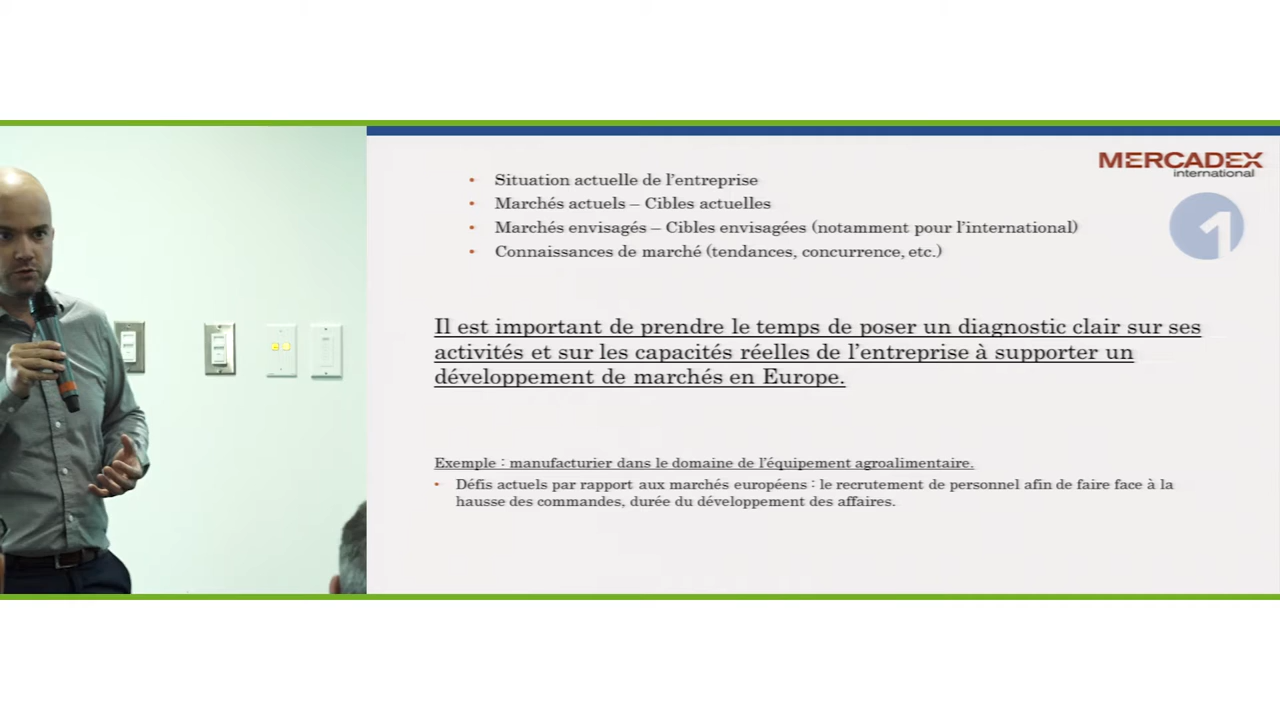 MERCADEX
international
1
• Situation actuelle de l'entreprise
• Marchés actuels – Cibles actuelles
• Marchés envisagés – Cibles envisagées (notamment pour l'international)
• Connaissances de marché (tendances, concurrence, etc.)
Il est important de prendre le temps de poser un diagnostic clair sur ses
activités et sur les capacités réelles de l'entreprise à supporter un
développement de marchés en Europe.
Exemple : manufacturier dans le domaine de l'équipement agroalimentaire.
• Défis actuels par rapport aux marchés européens : le recrutement de personnel afin de faire face à la
hausse des commandes, durée du développement des affaires.